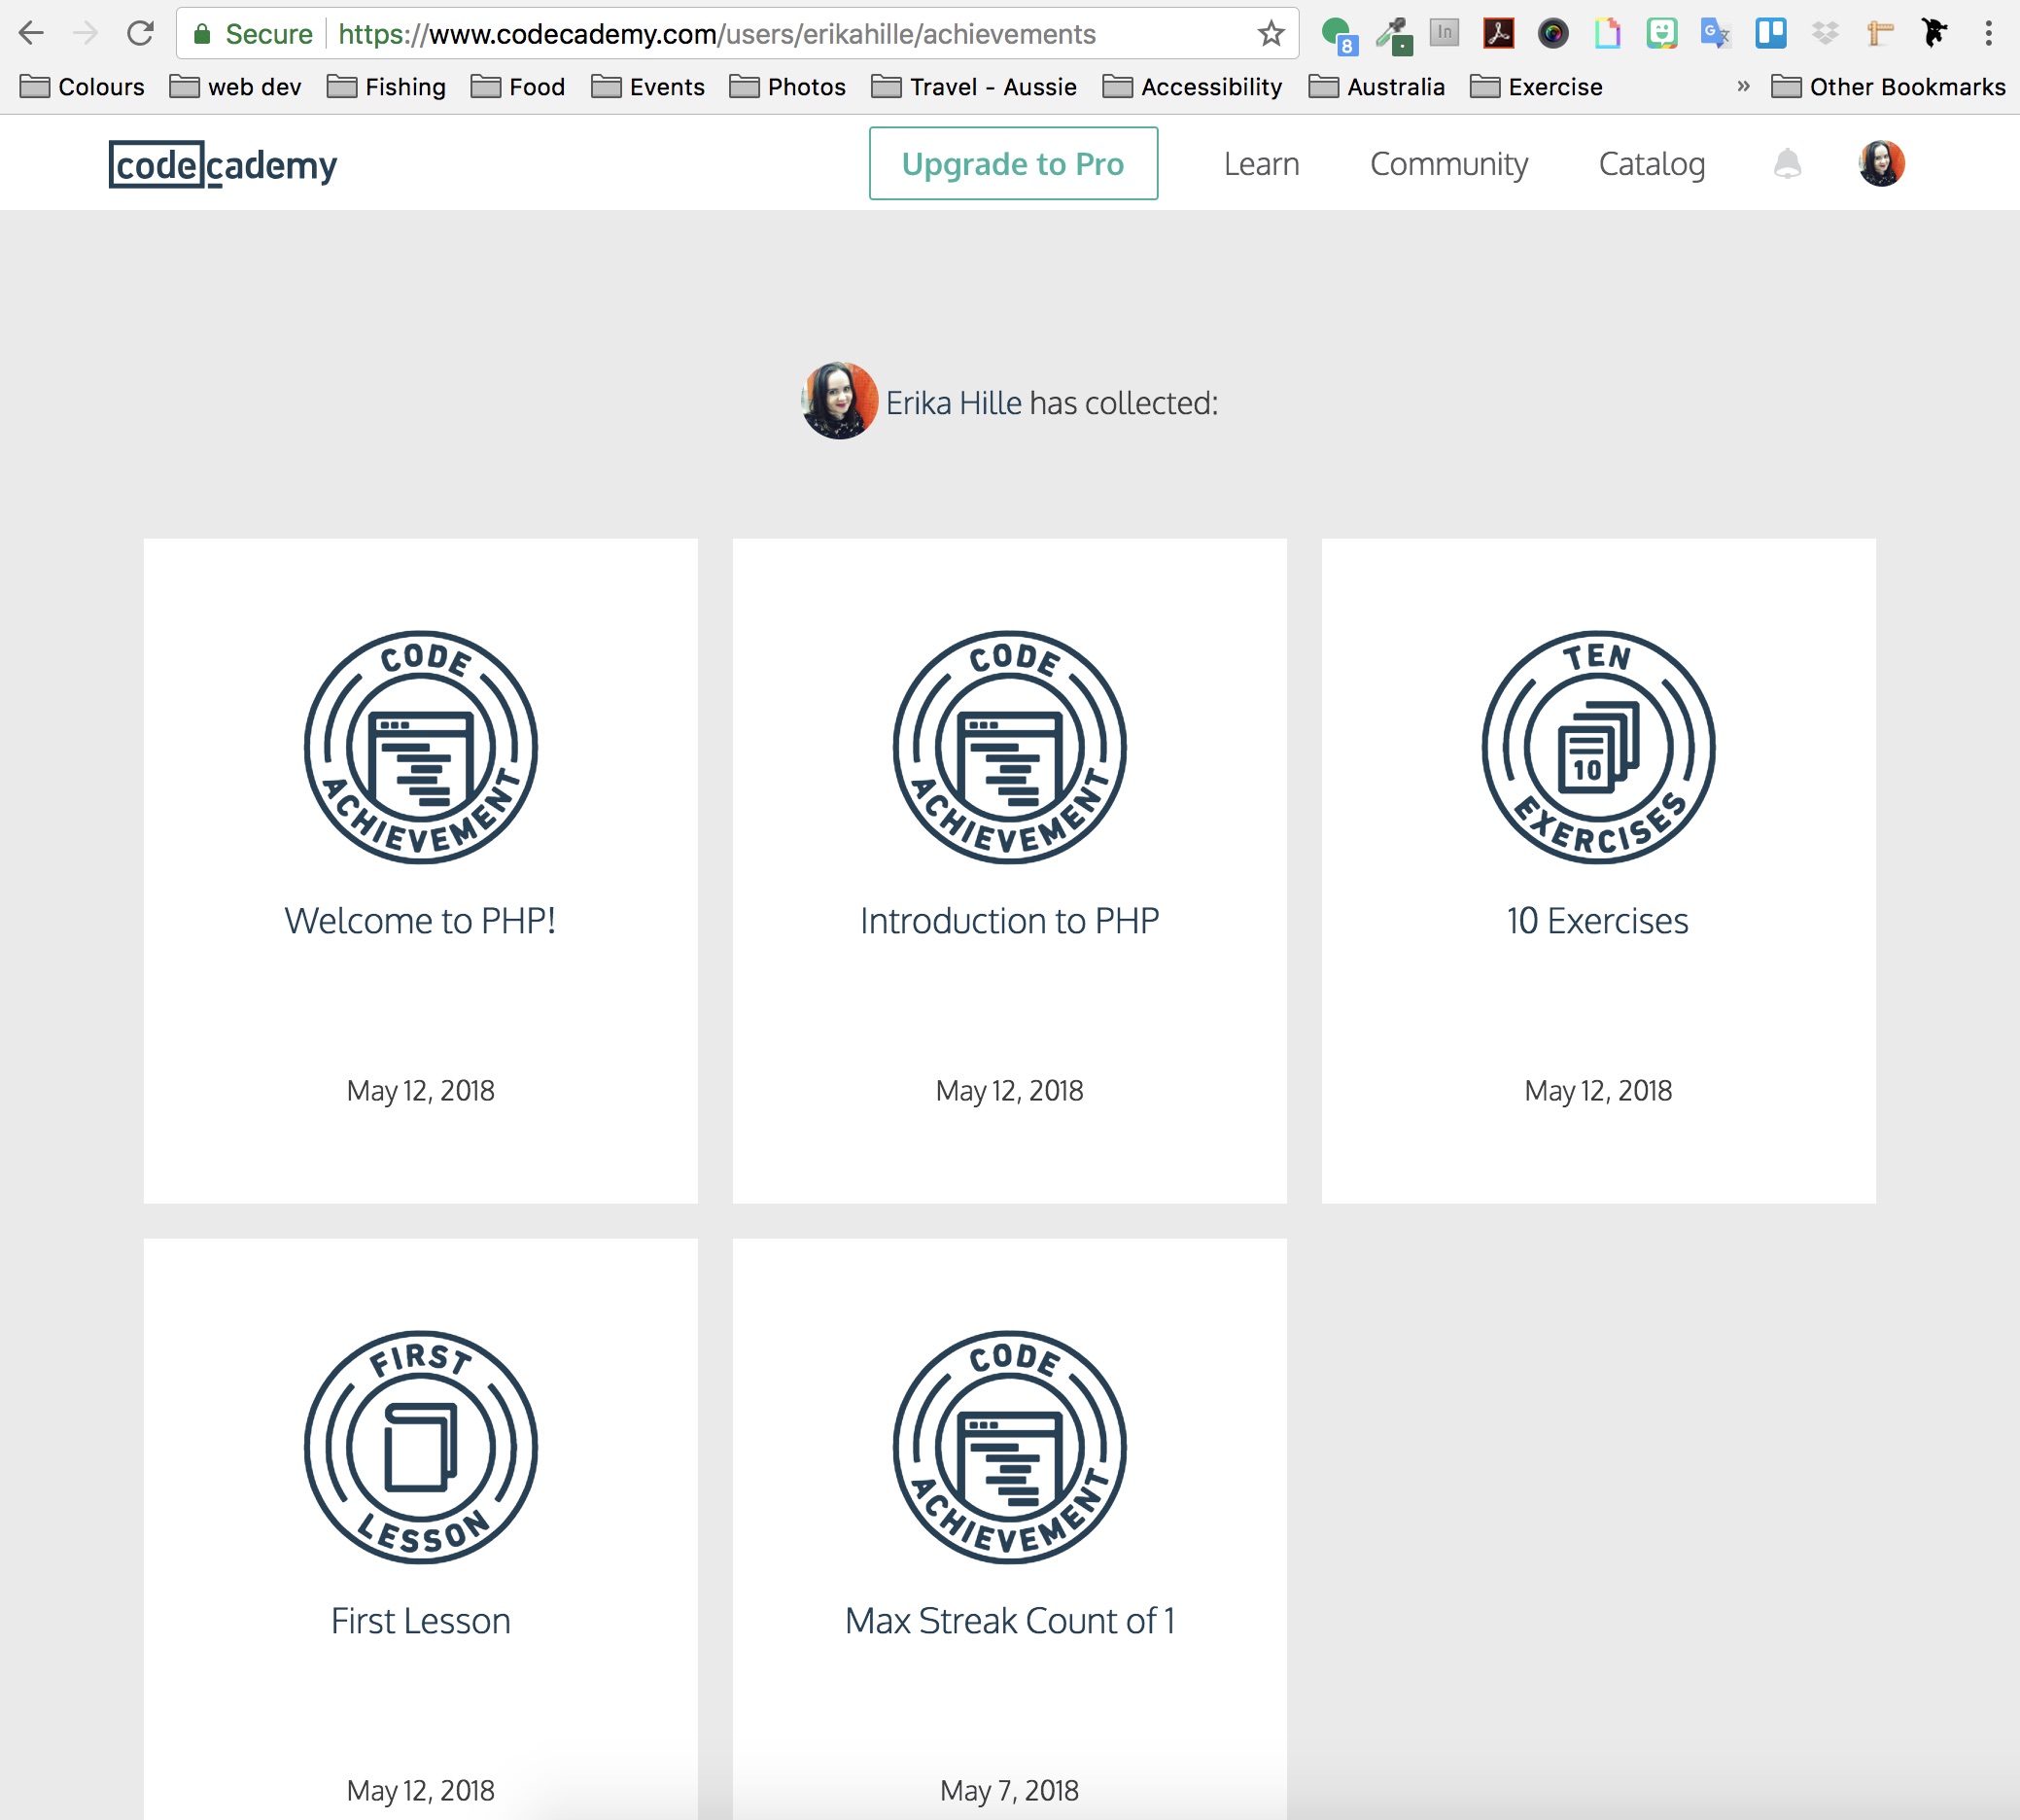 Secure https://www.codecademy.com/users/erikahille/achievements 8 In
Colours web dev Fishing Food Events Photos Travel - Aussie Accessibility Australia Exercise » Other Bookmarks
codecademy Upgrade to Pro Learn Community Catalog
Erika Hille has collected:
CODE ACHIEVEMENT
Welcome to PHP!
May 12, 2018
CODE ACHIEVEMENT
Introduction to PHP
May 12, 2018
TEN EXERCISES
10
10 Exercises
May 12, 2018
FIRST LESSON
First Lesson
May 12, 2018
CODE ACHIEVEMENT
Max Streak Count of 1
May 7, 2018